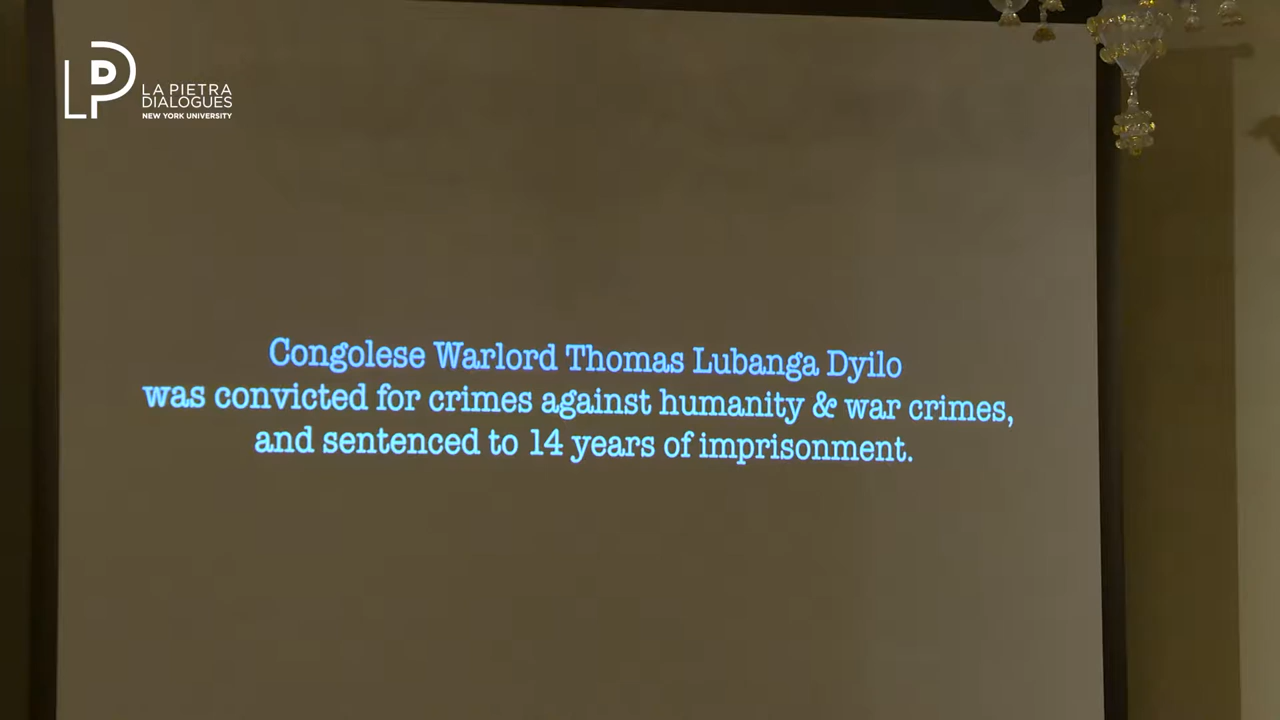 LP
LA PIETRA
DIALOGUES
NEW YORK UNIVERSITY
Congolese Warlord Thomas Lubanga Dyilo
was convicted for crimes against humanity & war crimes,
and sentenced to 14 years of imprisonment.